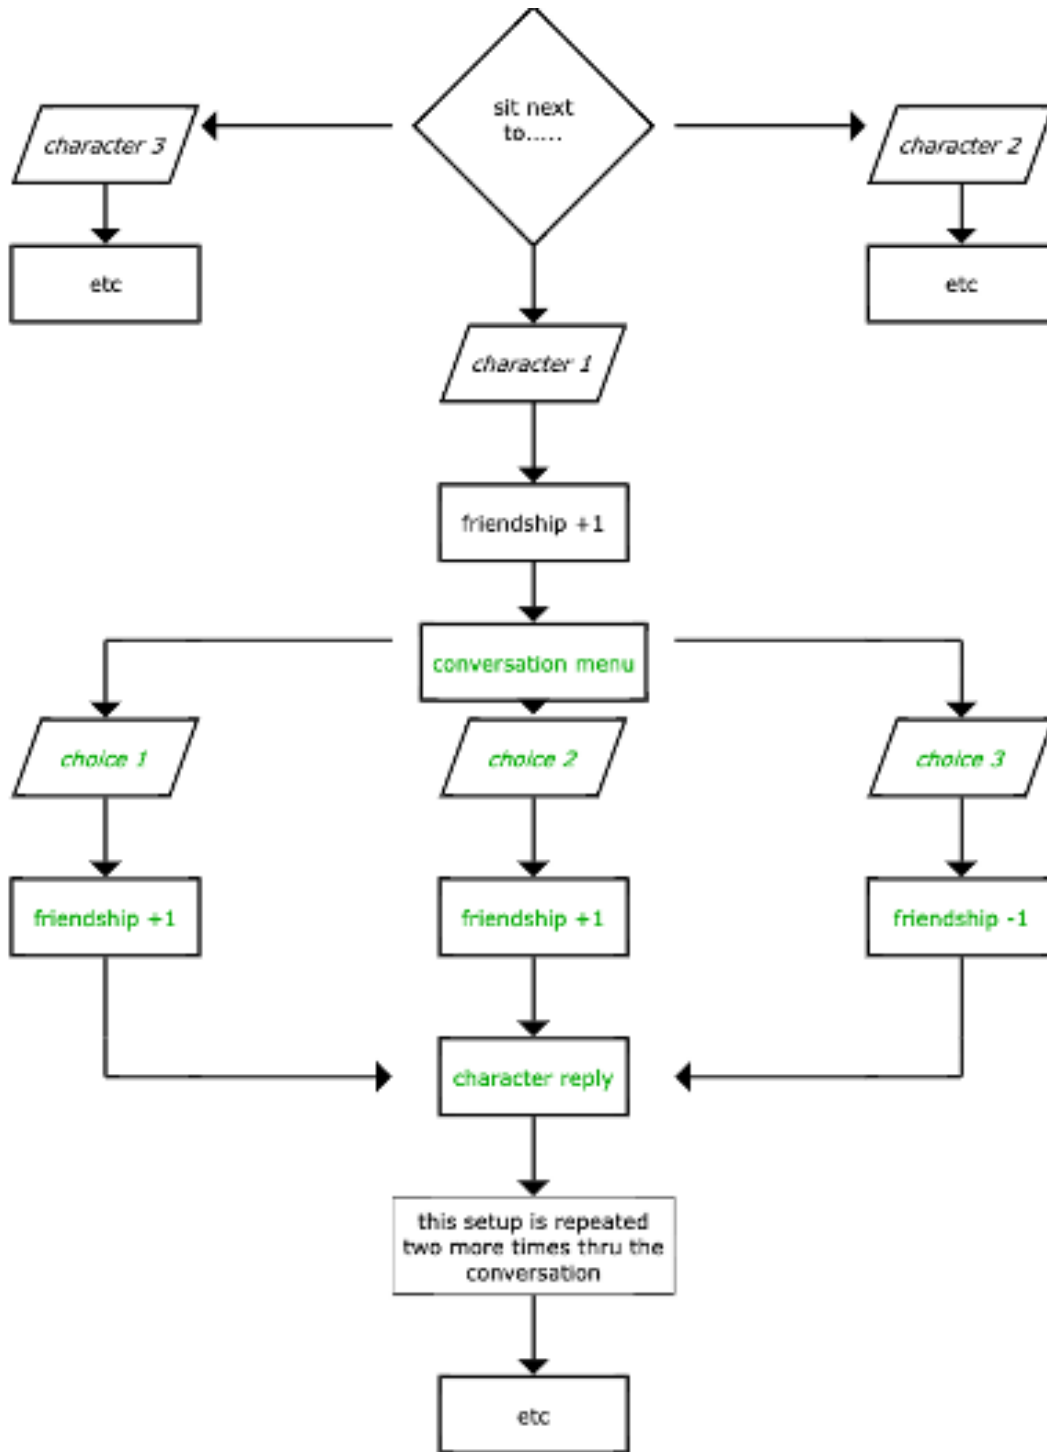 sit next
to.....
character 3
character 2
etc
etc
character 1
friendship +1
conversation menu
choice 1
choice 2
choice 3
friendship +1
friendship +1
friendship -1
character reply
this setup is repeated
two more times thru the
conversation
etc